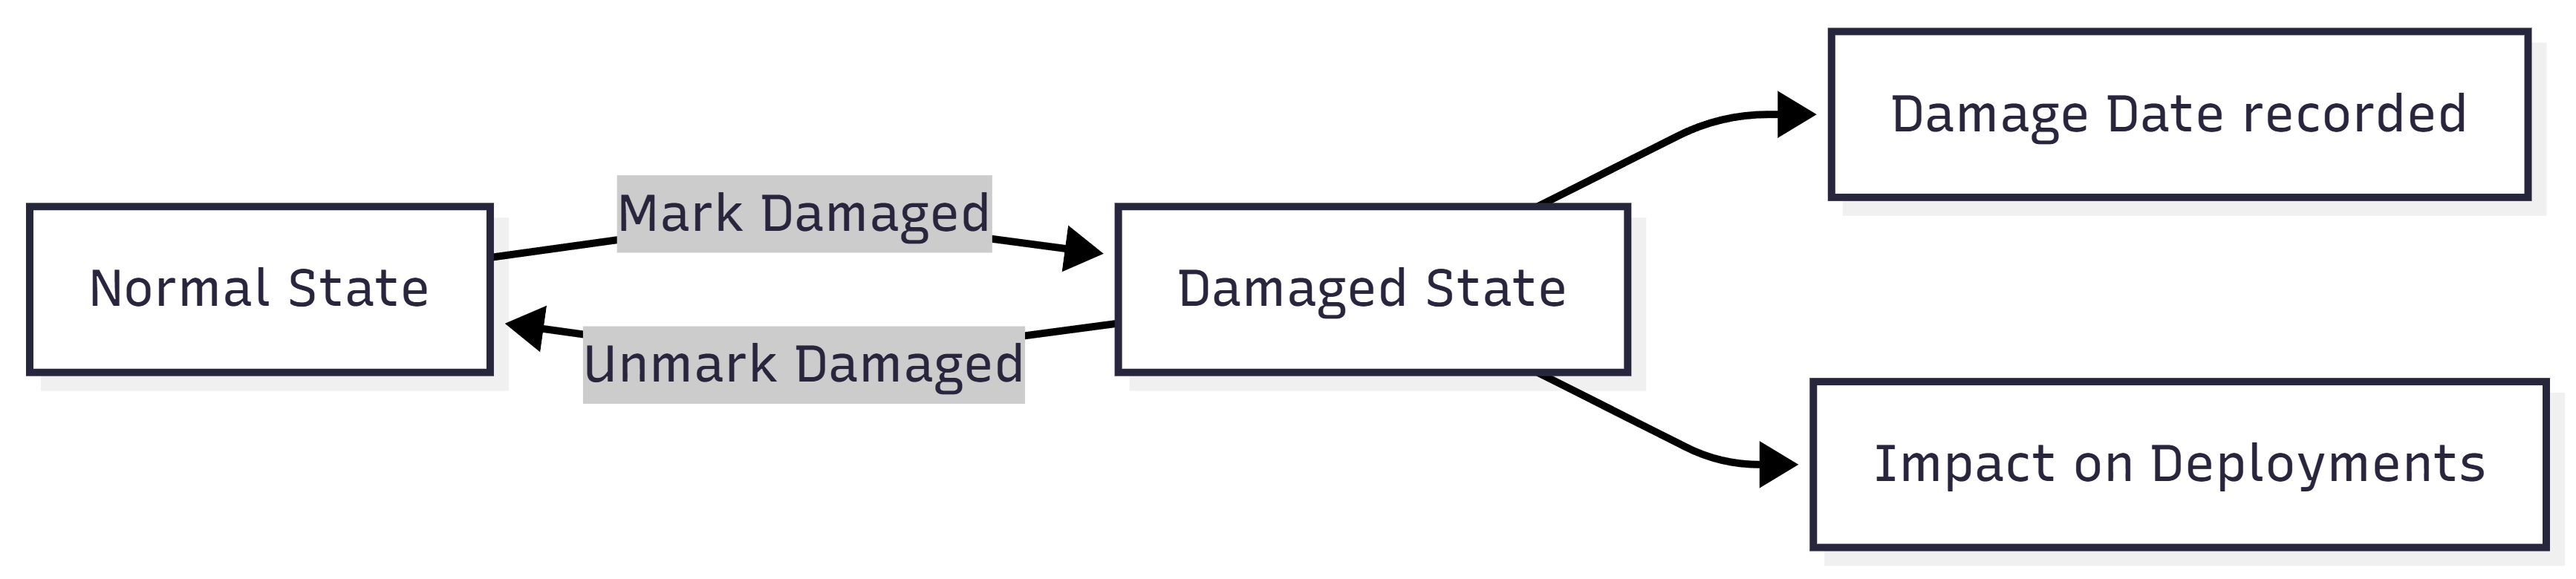 Normal State
Mark Damaged
Unmark Damaged
Damaged State
Damage Date recorded
Impact on Deployments